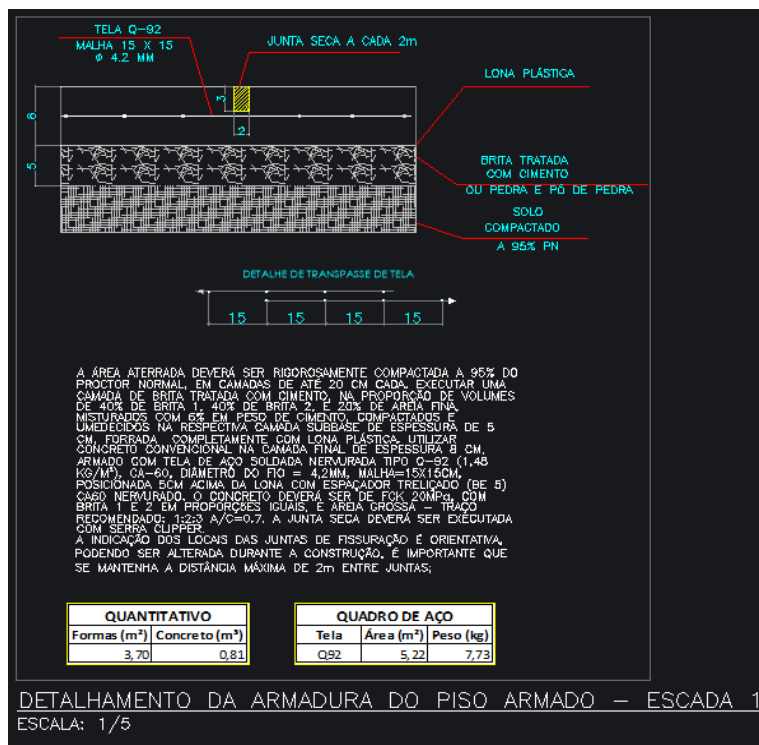 TELA Q-92
MALHA 15 X 15
Ø 4.2 MM
JUNTA SECA A CADA 2m
LONA PLÁSTICA
3
8
2
5
BRITA TRATADA
COM CIMENTO
OU PEDRA E PÓ DE PEDRA
SOLO
COMPACTADO
A 95% PN
DETALHE DE TRANSPASSE DE TELA
15 15 15 15
A ÁREA ATERRADA DEVERÁ SER RIGOROSAMENTE COMPACTADA A 95% DO
PROCTOR NORMAL, EM CAMADAS DE ATÉ 20 CM CADA. EXECUTAR UMA
CAMADA DE BRITA TRATADA COM CIMENTO, NA PROPORÇÃO DE VOLUMES
DE 40% DE BRITA 1, 40% DE BRITA 2, E 20% DE AREIA FINA,
MISTURADOS COM 6% EM PESO DE CIMENTO, COMPACTADOS E
UMEDECIDOS NA RESPECTIVA CAMADA SUBBASE DE ESPESSURA DE 5
CM, FORRADA COMPLETAMENTE COM LONA PLÁSTICA. UTILIZAR
CONCRETO CONVENCIONAL NA CAMADA FINAL DE ESPESSURA 8 CM,
ARMADO COM TELA DE AÇO SOLDADA NERVURADA TIPO Q-92 (1,48
KG/M²), CA-60, DIÂMETRO DO FIO = 4,2MM, MALHA=15X15CM,
POSICIONADA 5CM ACIMA DA LONA COM ESPAÇADOR TRELIÇADO (BE 5)
CA60 NERVURADO. O CONCRETO DEVERÁ SER DE FCK 20MPa, COM
BRITA 1 E 2 EM PROPORÇÕES IGUAIS, E AREIA GROSSA – TRAÇO
RECOMENDADO: 1:2:3 A/C=0.7. A JUNTA SECA DEVERÁ SER EXECUTADA
COM SERRA CLIPPER.
A INDICAÇÃO DOS LOCAIS DAS JUNTAS DE FISSURAÇÃO É ORIENTATIVA,
PODENDO SER ALTERADA DURANTE A CONSTRUÇÃO, É IMPORTANTE QUE
SE MANTENHA A DISTÂNCIA MÁXIMA DE 2m ENTRE JUNTAS;
QUANTITATIVO
Formas (m²) Concreto (m³)
3,70 0,81
QUADRO DE AÇO
Tela Área (m²) Peso (kg)
Q92 5,22 7,73
DETALHAMENTO DA ARMADURA DO PISO ARMADO – ESCADA 1
ESCALA: 1/5